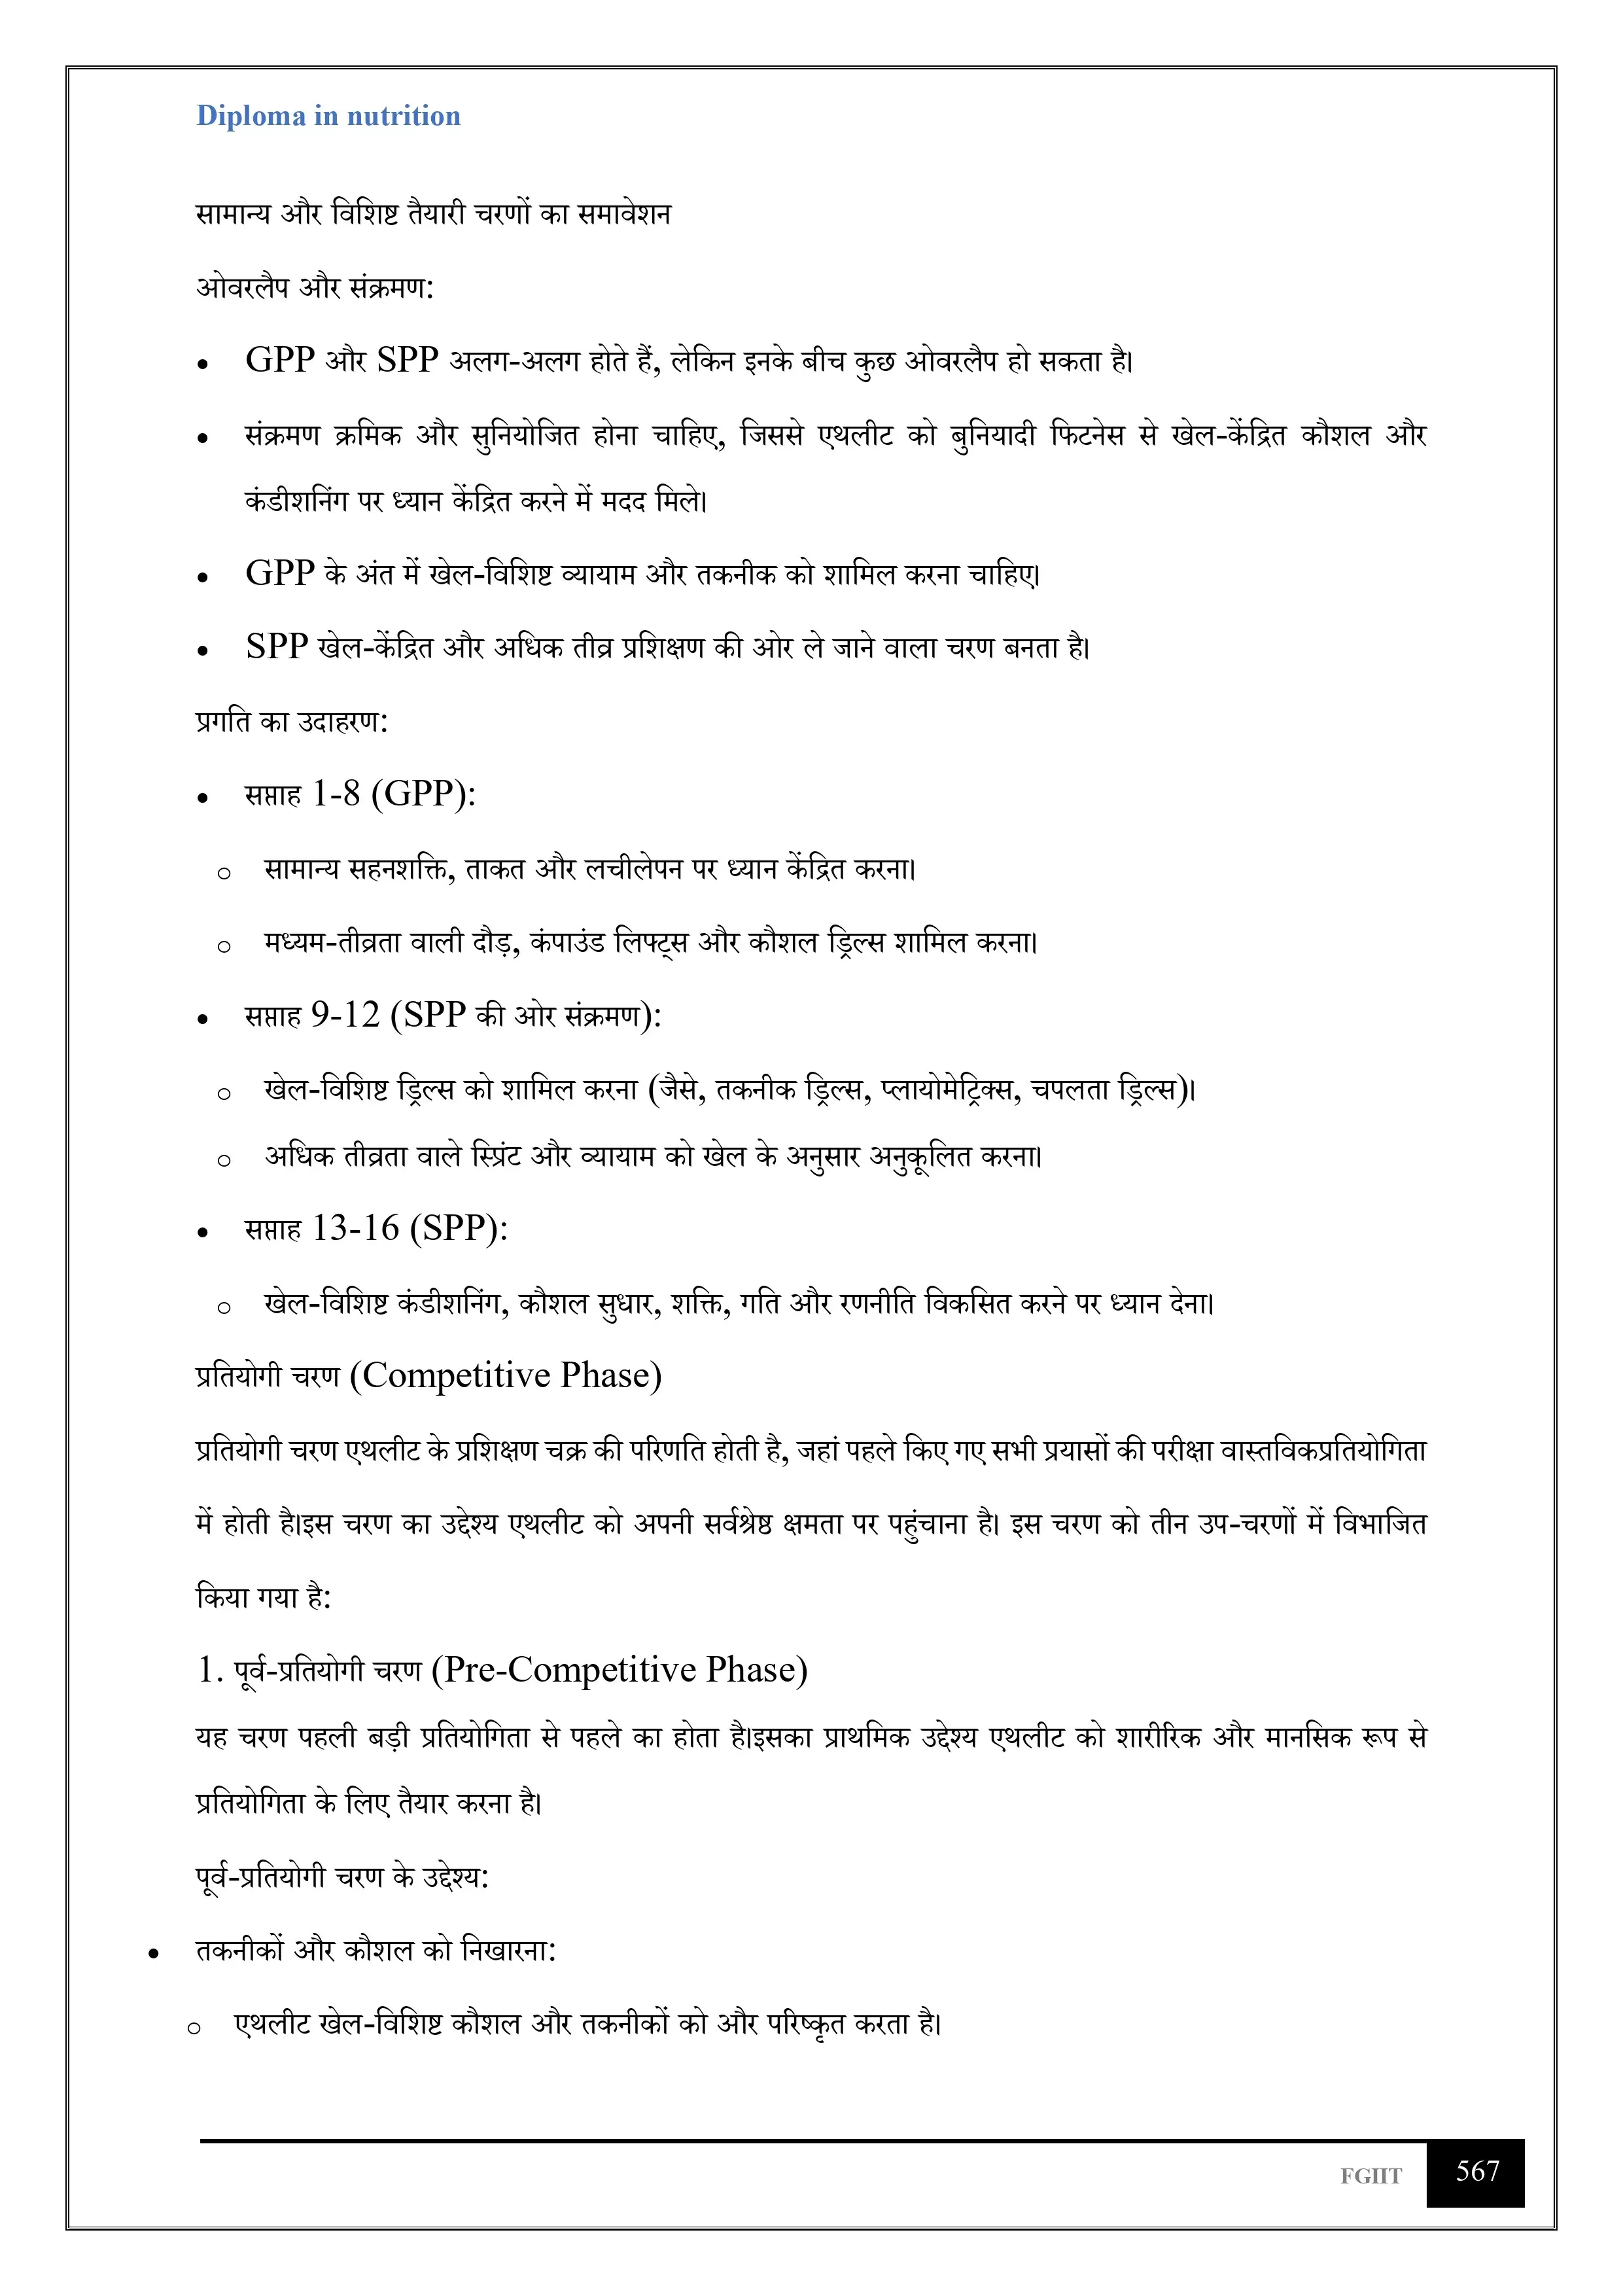 Diploma in nutrition
सामान्य और विशिष्ट तैयारी चरणों का समावेशन
ओवरलैप और संक्रमण:
• GPP और SPP अलग-अलग होते हैं, लेकिन इनके बीच कुछ ओवरलैप हो सकता है।
• संक्रमण क्रमिक और सुनियोजित होना चाहिए, जिससे एथलीट को बुनियादी फिटनेस से खेल-केंद्रित कौशल और
कंडीशनिंग पर ध्यान केंद्रित करने में मदद मिले।
• GPP के अंत में खेल-विशिष्ट व्यायाम और तकनीक को शामिल करना चाहिए।
• SPP खेल-केंद्रित और अधिक तीव्र प्रशिक्षण की ओर ले जाने वाला चरण बनता है।
प्रगति का उदाहरण:
• सप्ताह 1-8 (GPP):
o सामान्य सहनशक्ति, ताकत और लचीलेपन पर ध्यान केंद्रित करना।
o मध्यम-तीव्रता वाली दौड़, कंपाउंड लिफ्ट्स और कौशल ड्रिल्स शामिल करना।
• सप्ताह 9-12 (SPP की ओर संक्रमण):
o खेल-विशिष्ट ड्रिल्स को शामिल करना (जैसे, तकनीक ड्रिल्स, प्लायोमेट्रिक्स, चपलता ड्रिल्स)।
o अधिक तीव्रता वाले स्प्रिंट और व्यायाम को खेल के अनुसार अनुकूलित करना।
• सप्ताह 13-16 (SPP):
o खेल-विशिष्ट कंडीशनिंग, कौशल सुधार, शक्ति, गति और रणनीति विकसित करने पर ध्यान देना।
प्रतियोगी चरण (Competitive Phase)
प्रतियोगी चरण एथलीट के प्रशिक्षण चक्र की परिणति होती है, जहां पहले किए गए सभी प्रयासों की परीक्षा वास्तविकप्रतियोगिता
में होती है।इस चरण का उद्देश्य एथलीट को अपनी सर्वश्रेष्ठ क्षमता पर पहुंचाना है। इस चरण को तीन उप-चरणों में विभाजित
किया गया है:
1. पूर्व-प्रतियोगी चरण (Pre-Competitive Phase)
यह चरण पहली बड़ी प्रतियोगिता से पहले का होता है।इसका प्राथमिक उद्देश्य एथलीट को शारीरिक और मानसिक रूप से
प्रतियोगिता के लिए तैयार करना है।
पूर्व-प्रतियोगी चरण के उद्देश्य:
• तकनीकों और कौशल को निखारना:
o एथलीट खेल-विशिष्ट कौशल और तकनीकों को और परिष्कृत करता है।
FGIIT 567